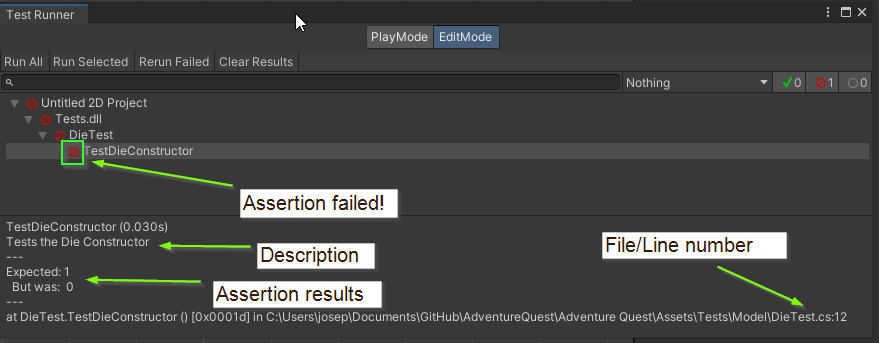 Test Runner
PlayMode EditMode
Run All Run Selected Rerun Failed Clear Results
Nothing 0 1 0
Untitled 2D Project
Tests.dll
DieTest
TestDieConstructor
Assertion failed!
TestDieConstructor (0.030s)
Tests the Die Constructor
Description
File/Line number
---
Expected: 1
But was: 0
Assertion results
---
at DieTest.TestDieConstructor () [0x0001d] in C:\Users\josep\Documents\GitHub\AdventureQuest\Adventure Quest\Assets\Tests\Model\DieTest.cs:12